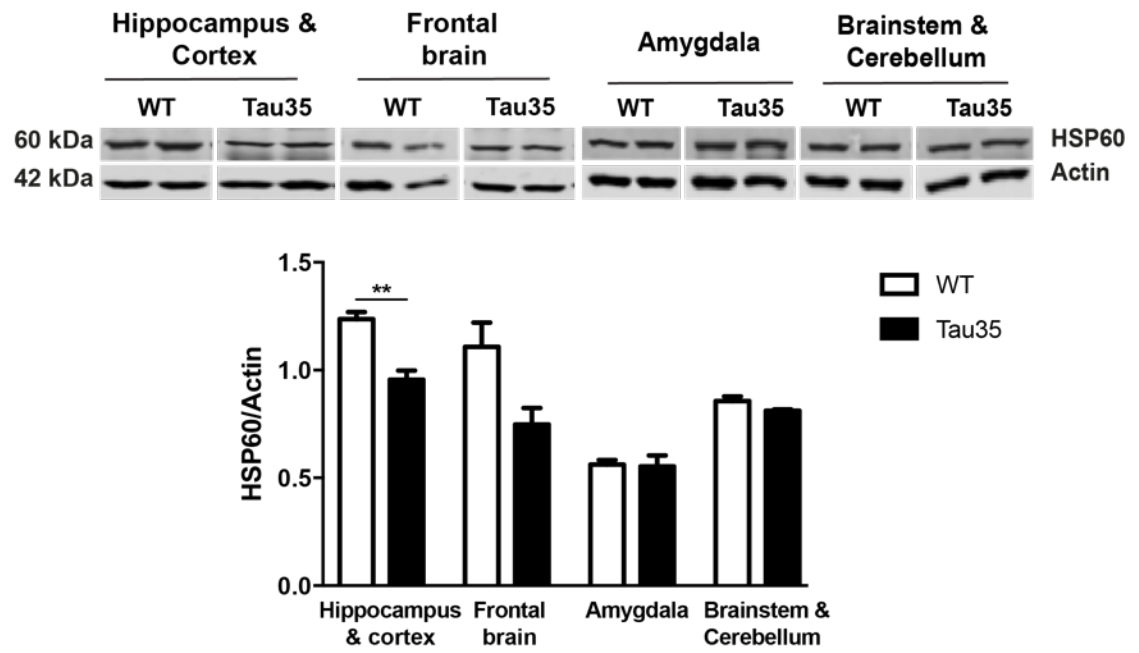 Hippocampus & Frontal Amygdala Brainstem &
Cortex brain Cerebellum
WT Tau35 WT Tau35 WT Tau35 WT Tau35
60 kDa HSP60
42 kDa Actin
1.5
WT
**
Tau35
1.0
HSP60/Actin
0.5
0.0
Hippocampus Frontal Amygdala Brainstem &
& cortex brain Cerebellum